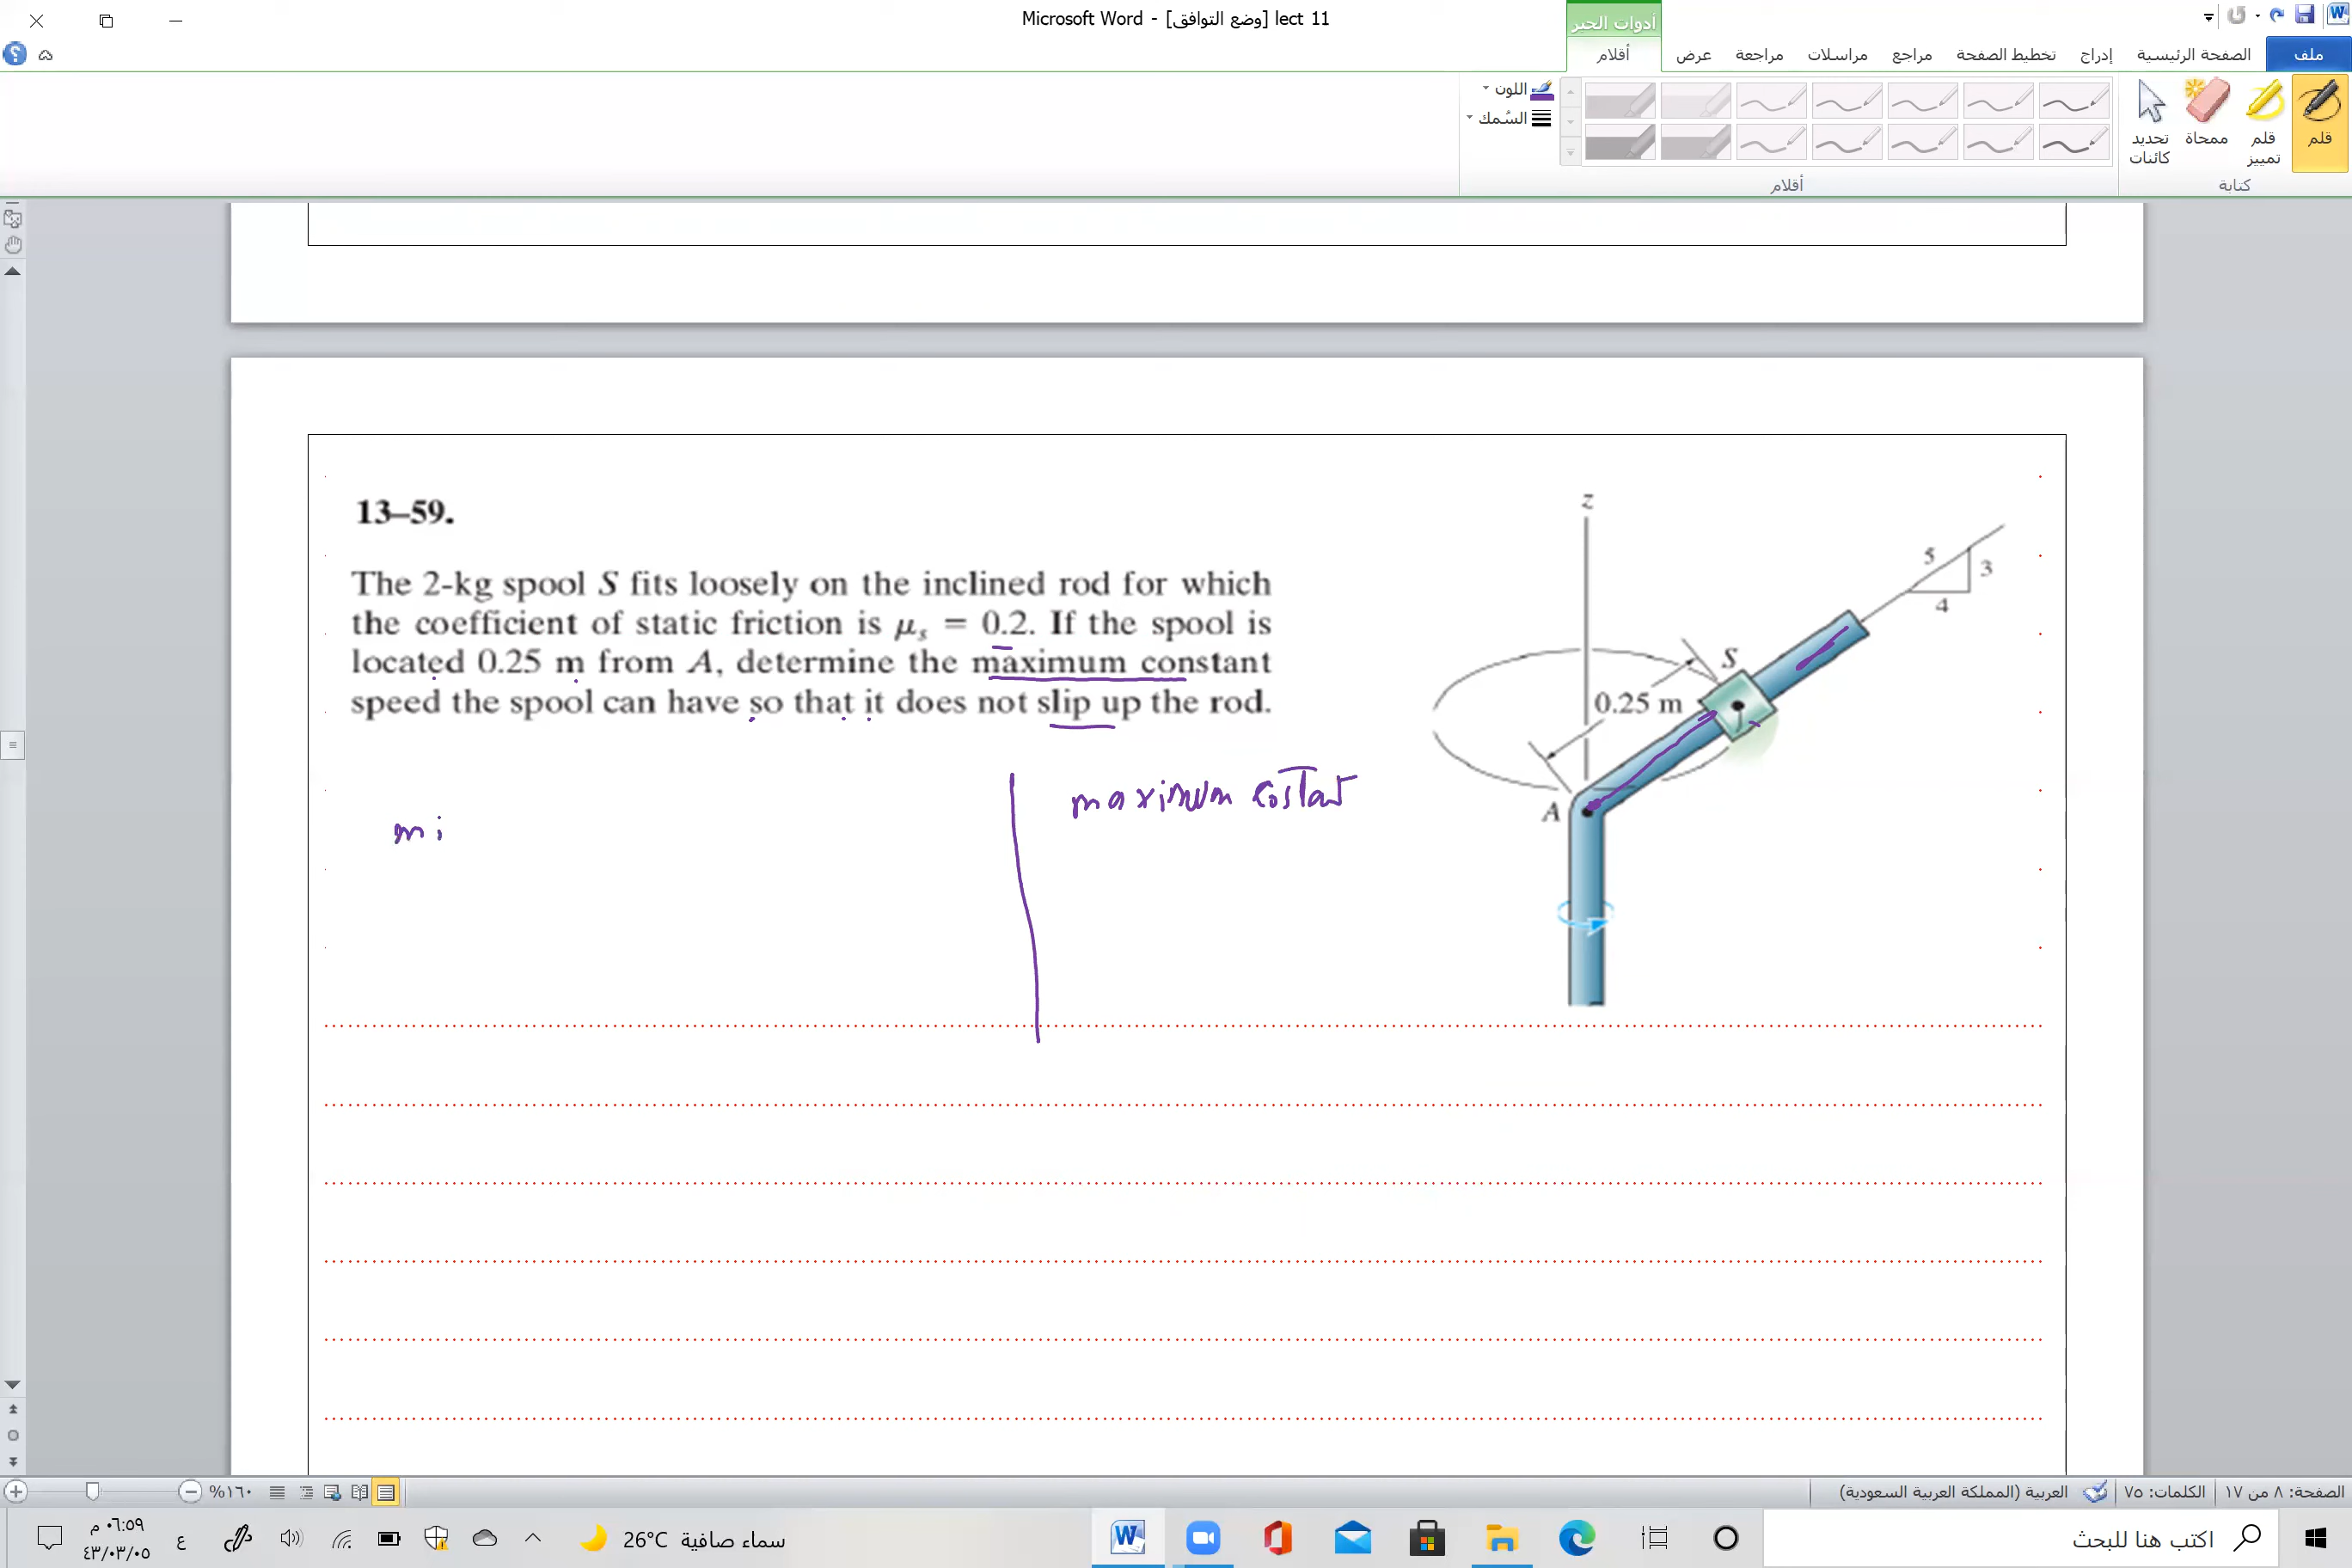 lect 11 [وضع التوافق] - Microsoft Word
أدوات الحبر
ملف
الصفحة الرئيسية
إدراج
تخطيط الصفحة
مراجع
مراسلات
مراجعة
عرض
أقلام
قلم
قلم تمييز
ممحاة
تحديد كائنات
اللون
السُمك
كتابة
أقلام
13–59.
The 2-kg spool S fits loosely on the inclined rod for which
the coefficient of static friction is μs = 0.2. If the spool is
located 0.25 m from A, determine the maximum constant
speed the spool can have so that it does not slip up the rod.
z
5
3
4
S
0.25 m
A
maximum costant
mi
الصفحة: ٨ من ١٧
الكلمات: ٧٥
العربية (المملكة العربية السعودية)
%١٦٠
اكتب هنا للبحث
26°C سماء صافية
ع
٠٦:٥٩ م
٤٣/٠٣/٠٥